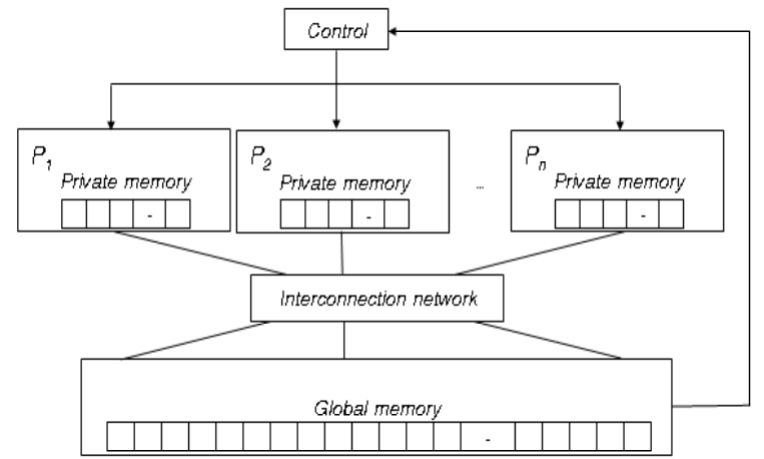 Control
P1
Private memory
-
P2
Private memory
-
...
Pn
Private memory
-
Interconnection network
Global memory
-